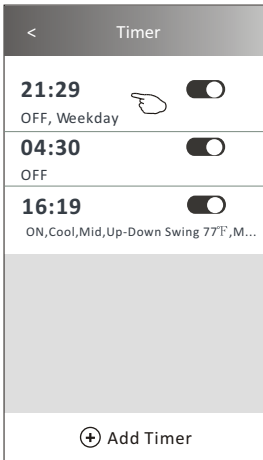 < Timer
21:29
OFF, Weekday
04:30
OFF
16:19
ON,Cool,Mid,Up-Down Swing 77℉,M...
Add Timer